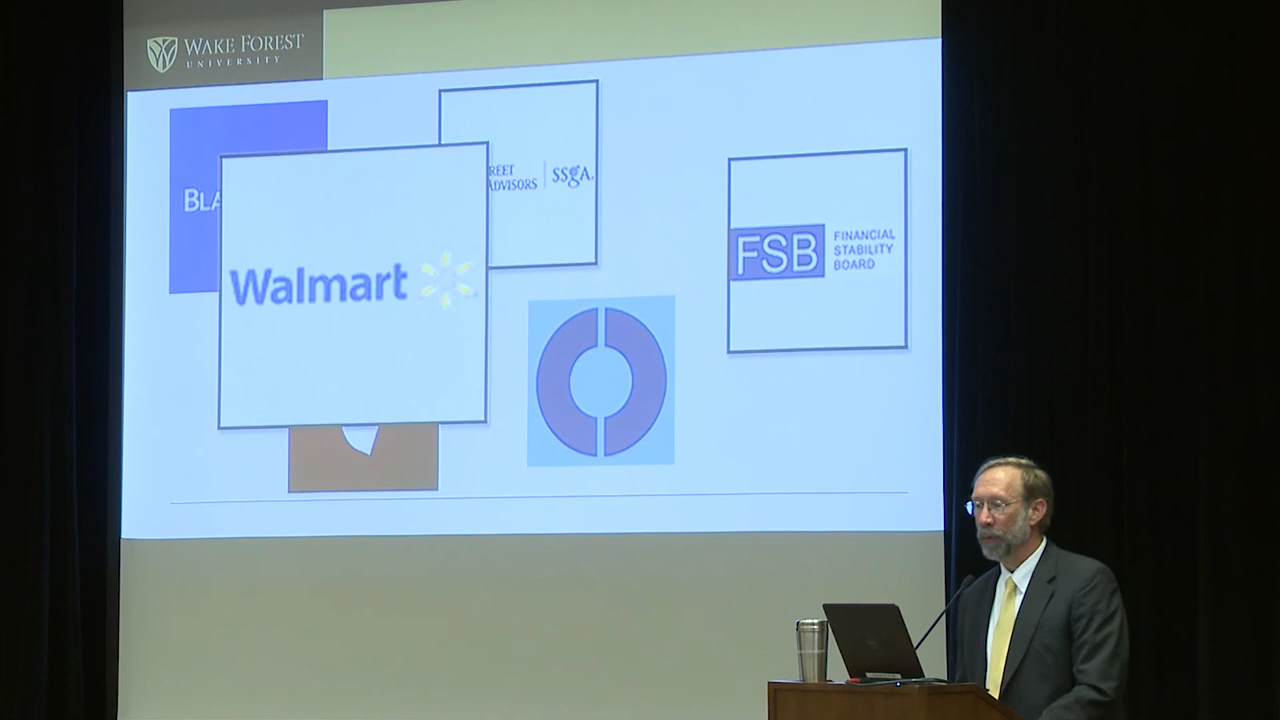 WAKE FOREST
UNIVERSITY
BLA
REET
ADVISORS
SSGA.
Walmart
FSB
FINANCIAL
STABILITY
BOARD